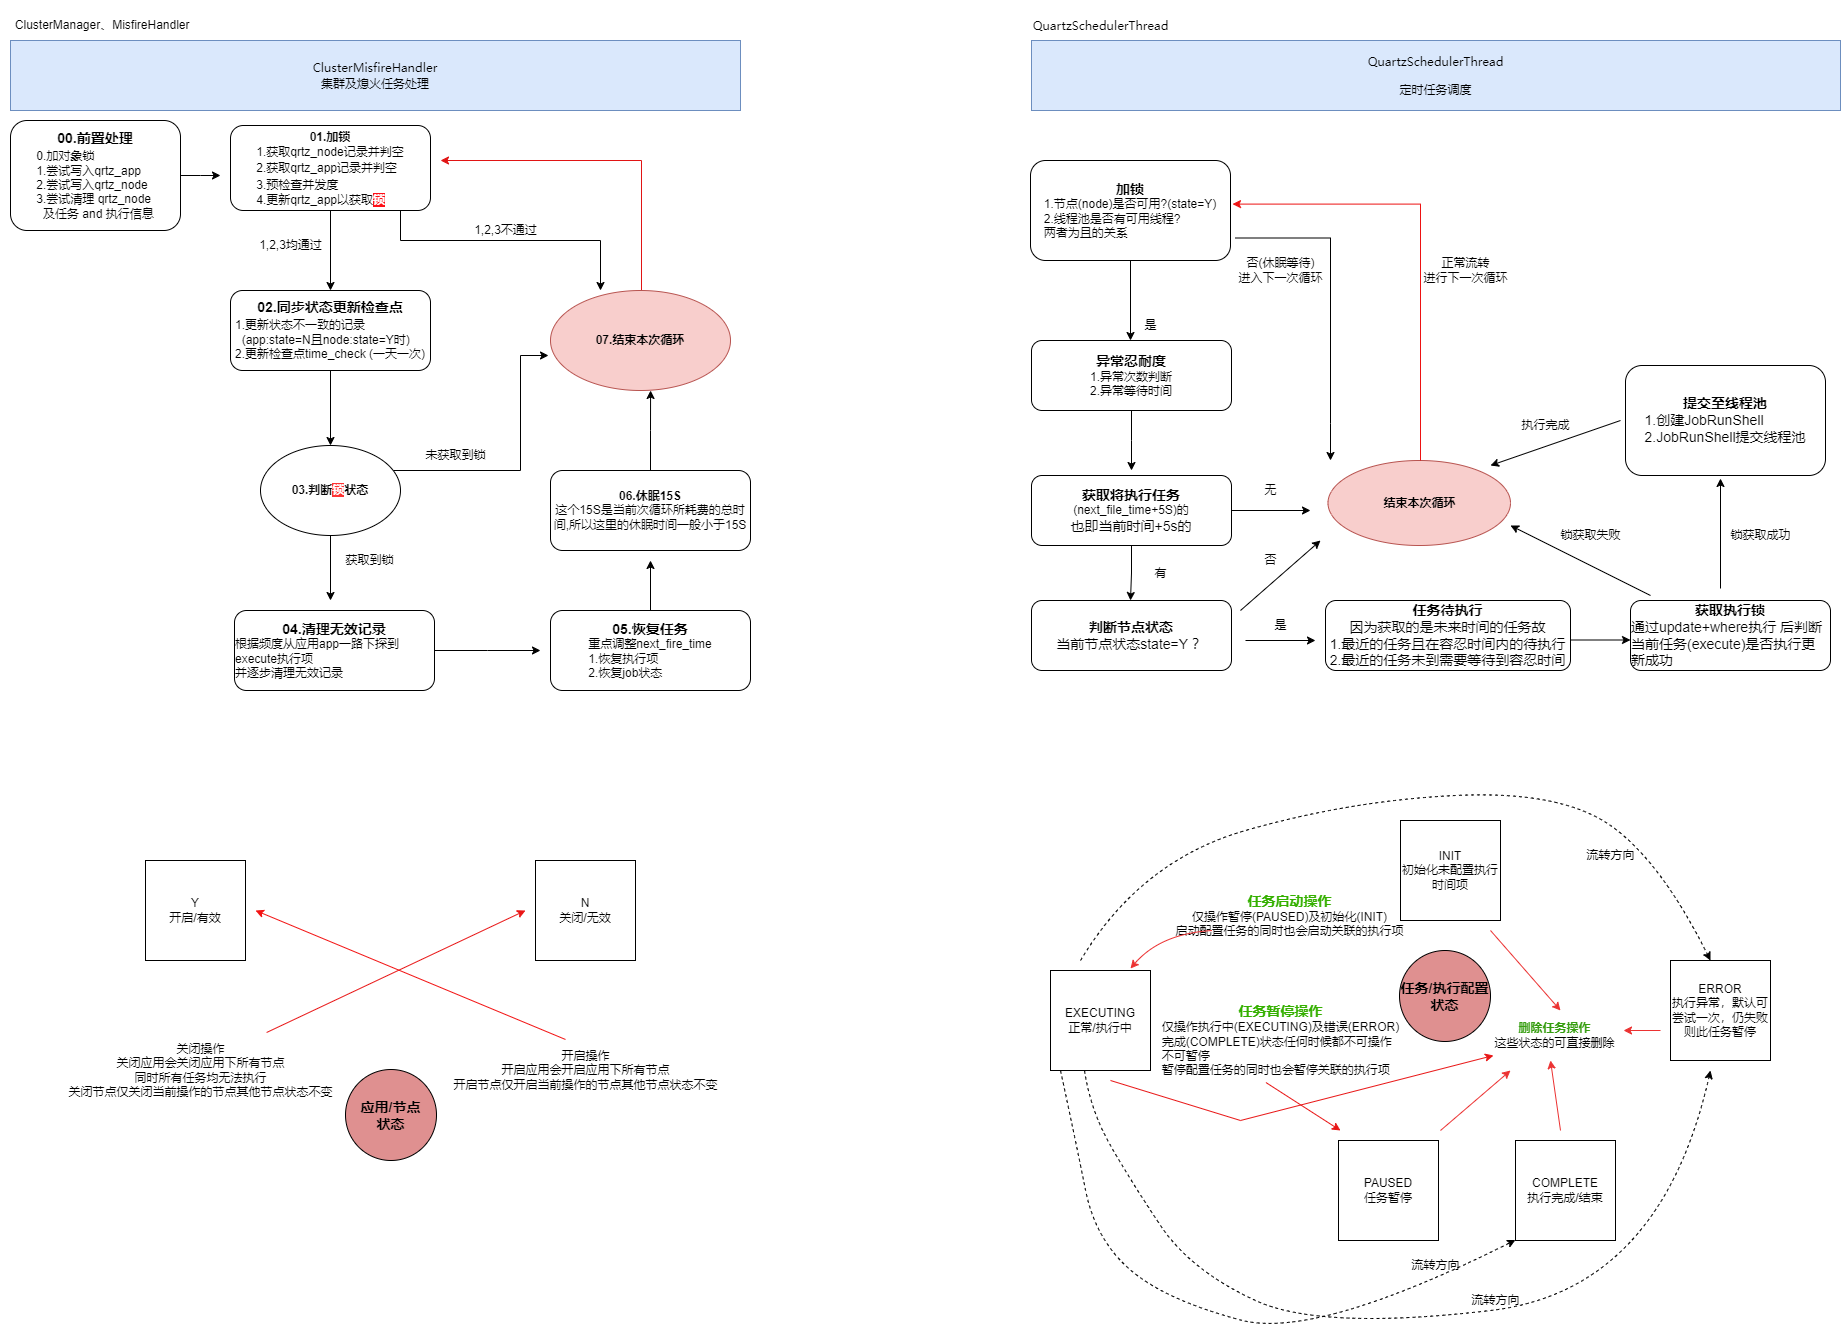 ClusterManager、MisfireHandler
ClusterMisfireHandler
集群及熄火任务处理
00.前置处理
0.加对象锁
1.尝试写入qrtz_app
2.尝试写入qrtz_node
3.尝试清理 qrtz_node
及任务 and 执行信息
01.加锁
1.获取qrtz_node记录并判空
2.获取qrtz_app记录并判空
3.预检查并发度
4.更新qrtz_app以获取锁
1,2,3均通过
1,2,3不通过
02.同步状态更新检查点
1.更新状态不一致的记录
(app:state=N且node:state=Y时)
2.更新检查点time_check (一天一次)
07.结束本次循环
未获取到锁
03.判断锁状态
06.休眠15S
这个15S是当前次循环所耗费的总时
间,所以这里的休眠时间一般小于15S
获取到锁
04.清理无效记录
根据频度从应用app一路下探到
execute执行项
并逐步清理无效记录
05.恢复任务
重点调整next_fire_time
1.恢复执行项
2.恢复job状态
QuartzSchedulerThread
QuartzSchedulerThread
定时任务调度
加锁
1.节点(node)是否可用?(state=Y)
2.线程池是否有可用线程?
两者为且的关系
否(休眠等待)
进入下一次循环
正常流转
进行下一次循环
是
异常忍耐度
1.异常次数判断
2.异常等待时间
提交至线程池
1.创建JobRunShell
2.JobRunShell提交线程池
执行完成
获取将执行任务
(next_file_time+5S)的
也即当前时间+5s的
无
结束本次循环
锁获取失败
锁获取成功
有
否
判断节点状态
当前节点状态state=Y ?
是
任务待执行
因为获取的是未来时间的任务故
1.最近的任务且在容忍时间内的待执行
2.最近的任务未到需要等待到容忍时间
获取执行锁
通过update+where执行 后判断
当前任务(execute)是否执行更
新成功
Y
开启/有效
N
关闭/无效
关闭操作
关闭应用会关闭应用下所有节点
同时所有任务均无法执行
关闭节点仅关闭当前操作的节点其他节点状态不变
开启操作
开启应用会开启应用下所有节点
开启节点仅开启当前操作的节点其他节点状态不变
应用/节点
状态
INIT
初始化未配置执行
时间项
流转方向
任务启动操作
仅操作暂停(PAUSED)及初始化(INIT)
启动配置任务的同时也会启动关联的执行项
任务/执行配置
状态
EXECUTING
正常/执行中
任务暂停操作
仅操作执行中(EXECUTING)及错误(ERROR)
完成(COMPLETE)状态任何时候都不可操作
不可暂停
暂停配置任务的同时也会暂停关联的执行项
删除任务操作
这些状态的可直接删除
ERROR
执行异常，默认可
尝试一次，仍失败
则此任务暂停
PAUSED
任务暂停
COMPLETE
执行完成/结束
流转方向
流转方向